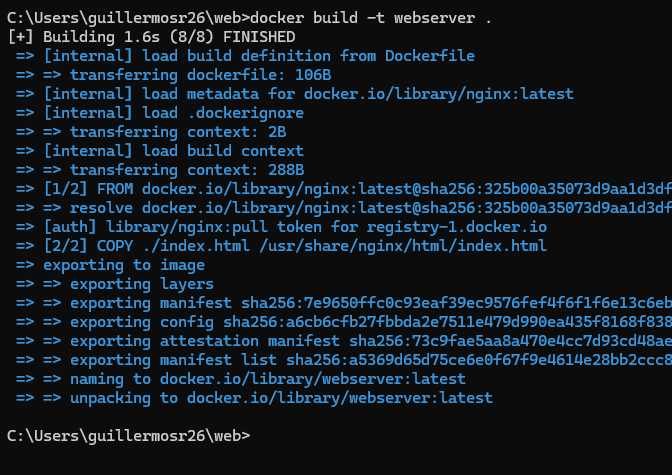 C:\Users\guillermosr26\web>docker build -t webserver .
[+] Building 1.6s (8/8) FINISHED
=> [internal] load build definition from Dockerfile
=> => transferring dockerfile: 106B
=> [internal] load metadata for docker.io/library/nginx:latest
=> [internal] load .dockerignore
=> => transferring context: 2B
=> [internal] load build context
=> => transferring context: 288B
=> [1/2] FROM docker.io/library/nginx:latest@sha256:325b00a35073d9aa1d3df
=> => resolve docker.io/library/nginx:latest@sha256:325b00a35073d9aa1d3df
=> [auth] library/nginx:pull token for registry-1.docker.io
=> [2/2] COPY ./index.html /usr/share/nginx/html/index.html
=> exporting to image
=> => exporting layers
=> => exporting manifest sha256:7e9650ffc0c93eaf39ec9576fef4f6f1f6e13c6eb
=> => exporting config sha256:a6cb6cfb27fbbda2e7511e479d990ea435f8168f838
=> => exporting attestation manifest sha256:73c9fae5aa8a470e4cc7d93cd48ae
=> => exporting manifest list sha256:a5369d65d75ce6e0f67f9e4614e28bb2ccc8
=> => naming to docker.io/library/webserver:latest
=> => unpacking to docker.io/library/webserver:latest
C:\Users\guillermosr26\web>